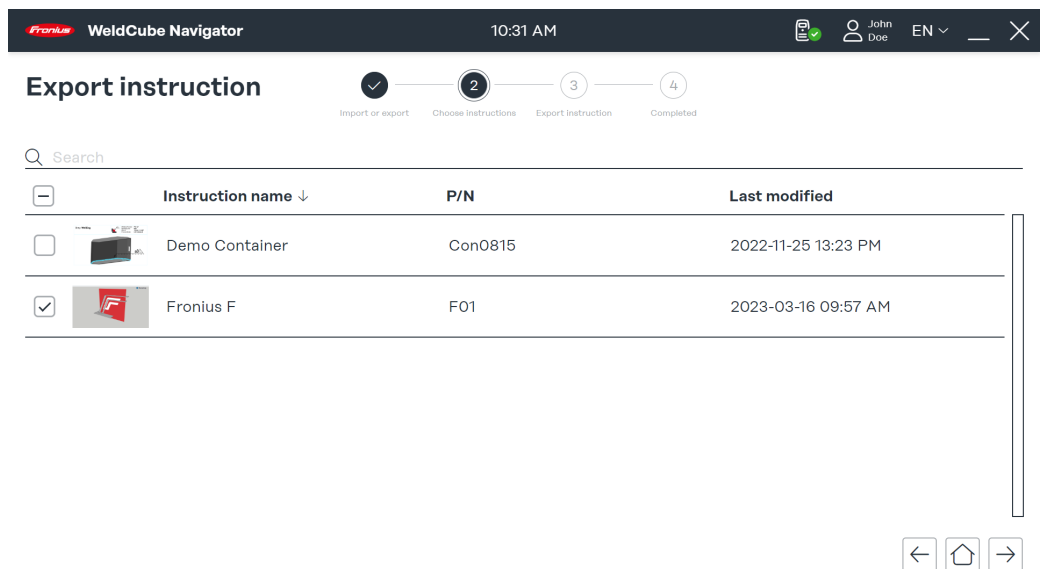 Fronius WeldCube Navigator 10:31 AM John Doe EN
Export instruction
2 3 4
Import or export Choose instructions Export instruction Completed
Search
Instruction name ↓ P/N Last modified
Demo Container Con0815 2022-11-25 13:23 PM
Fronius F F01 2023-03-16 09:57 AM